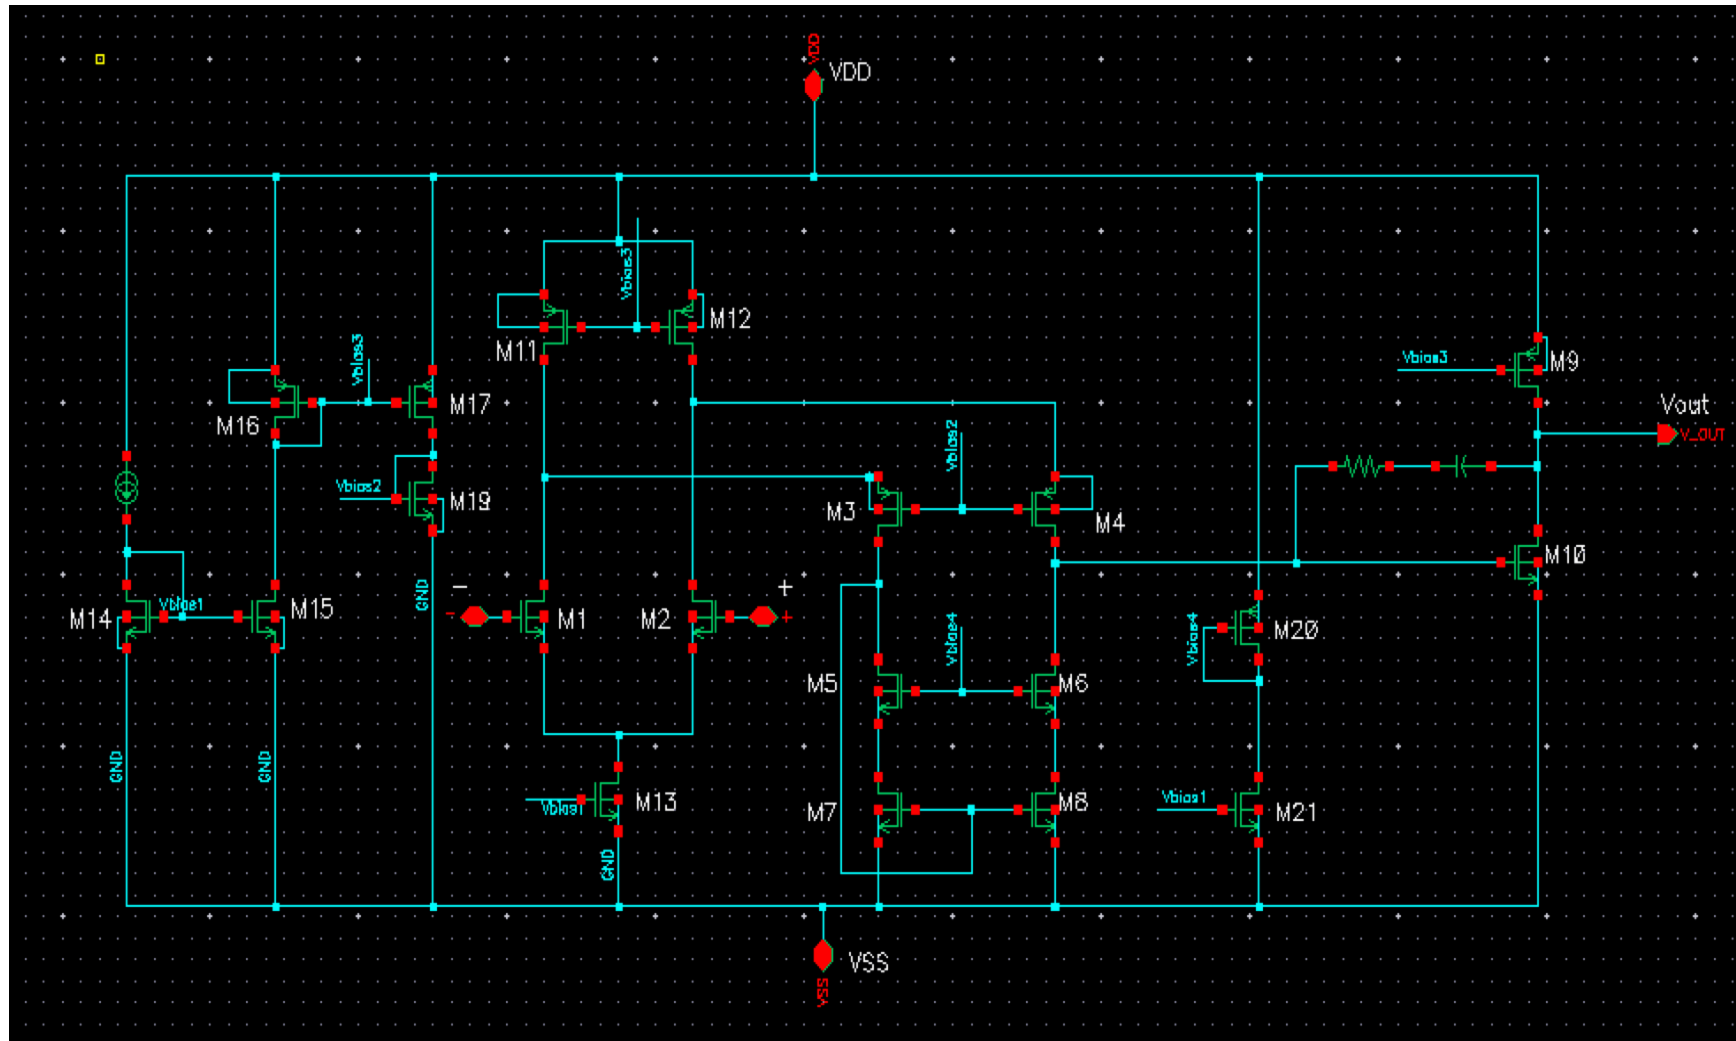 VDD
VDD
Vbias3
M12
M11
Vbias3
Vbias3
M9
M17
M16
Vout
V_OUT
Vbias2
Vbias2
M19
M3
M4
M10
M14
Vbias1
M15
GND
-
-
M1
M2
+
+
Vbias4
Vbias4
M20
M5
M6
GND
GND
Vbias1
M13
M7
M8
Vbias1
M21
GND
VSS
VSS